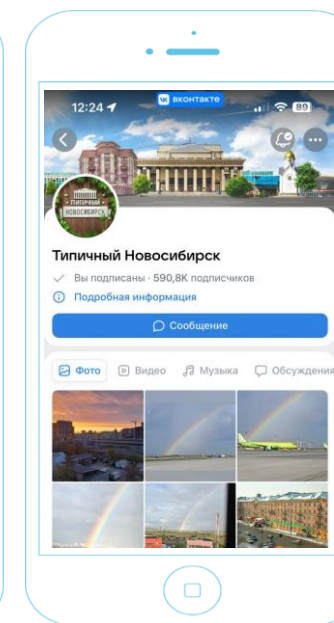 12:24
вконтакте
89
ТИПИЧНЫЙ
НОВОСИБИРСК
Типичный Новосибирск
Вы подписаны · 590,8K подписчиков
Подробная информация
Сообщение
Фото
Видео
Музыка
Обсуждения